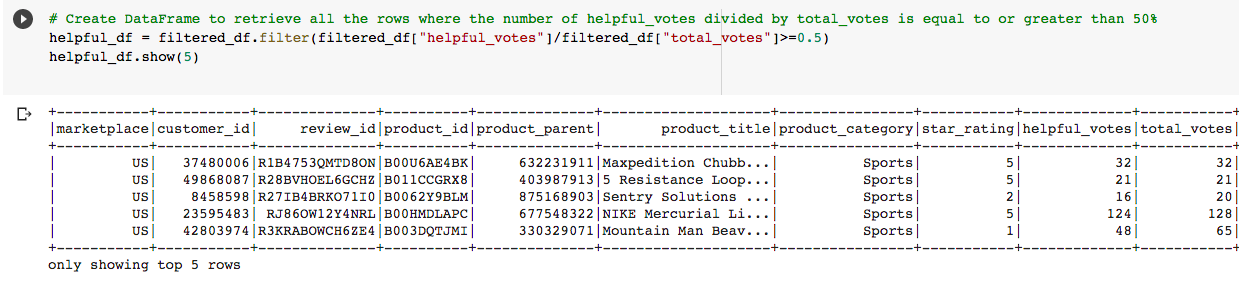 # Create DataFrame to retrieve all the rows where the number of helpful_votes divided by total_votes is equal to or greater than 50%
helpful_df = filtered_df.filter(filtered_df["helpful_votes"]/filtered_df["total_votes"]>=0.5)
helpful_df.show(5)
+-----------+-----------+--------------+----------+--------------+--------------------+----------------+-----------+-------------+-----------+
|marketplace|customer_id|     review_id|product_id|product_parent|       product_title|product_category|star_rating|helpful_votes|total_votes|
+-----------+-----------+--------------+----------+--------------+--------------------+----------------+-----------+-------------+-----------+
|         US|   37480006|R1B4753QMTD8ON|B00U6AE4BK|     632231911|Maxpedition Chubb...|          Sports|          5|           32|         32|
|         US|   49868087|R28BVHOEL6GCHZ|B011CCGRX8|     403987913|5 Resistance Loop...|          Sports|          5|           21|         21|
|         US|    8458598|R27IB4BRKO71I0|B0062Y9BLM|     875168903|Sentry Solutions ...|          Sports|          2|           16|         20|
|         US|   23595483| RJ86OW12Y4NRL|B00HMDLAPC|     677548322|NIKE Mercurial Li...|          Sports|          5|          124|        128|
|         US|   42803974|R3KRABOWCH6ZE4|B003DQTJMI|     330329071|Mountain Man Beav...|          Sports|          1|           48|         65|
+-----------+-----------+--------------+----------+--------------+--------------------+----------------+-----------+-------------+-----------+
only showing top 5 rows